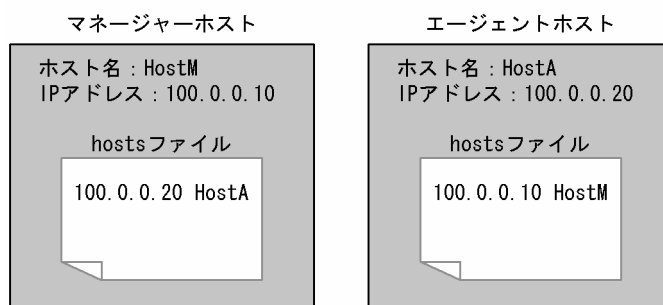 マネージャーホスト
ホスト名：HostM
IPアドレス：100.0.0.10
hostsファイル
100.0.0.20 HostA
エージェントホスト
ホスト名：HostA
IPアドレス：100.0.0.20
hostsファイル
100.0.0.10 HostM